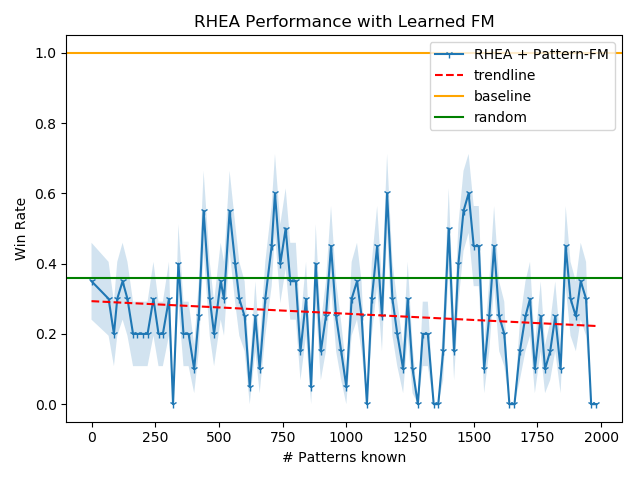 RHEA Performance with Learned FM
RHEA + Pattern-FM
trendline
baseline
random
Win Rate
1.0
0.8
0.6
0.4
0.2
0.0
0 250 500 750 1000 1250 1500 1750 2000
# Patterns known